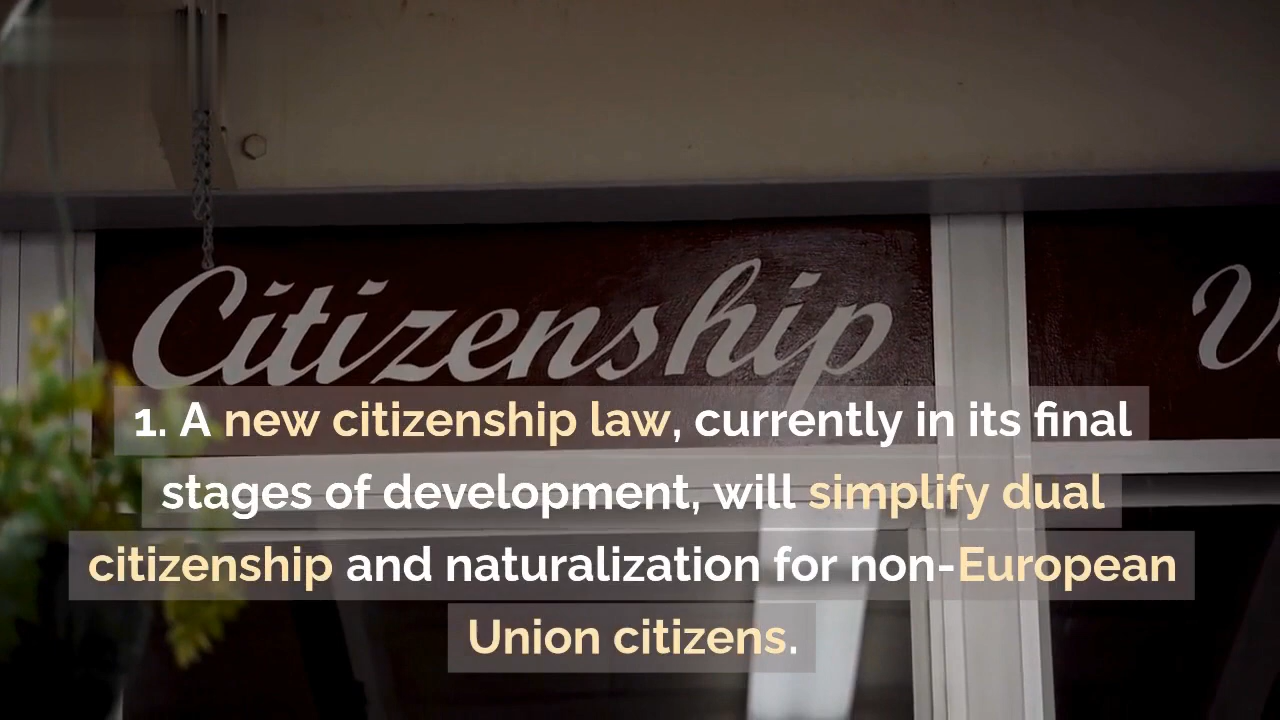 Citizenship
1. A new citizenship law, currently in its final
stages of development, will simplify dual
citizenship and naturalization for non-European
Union citizens.